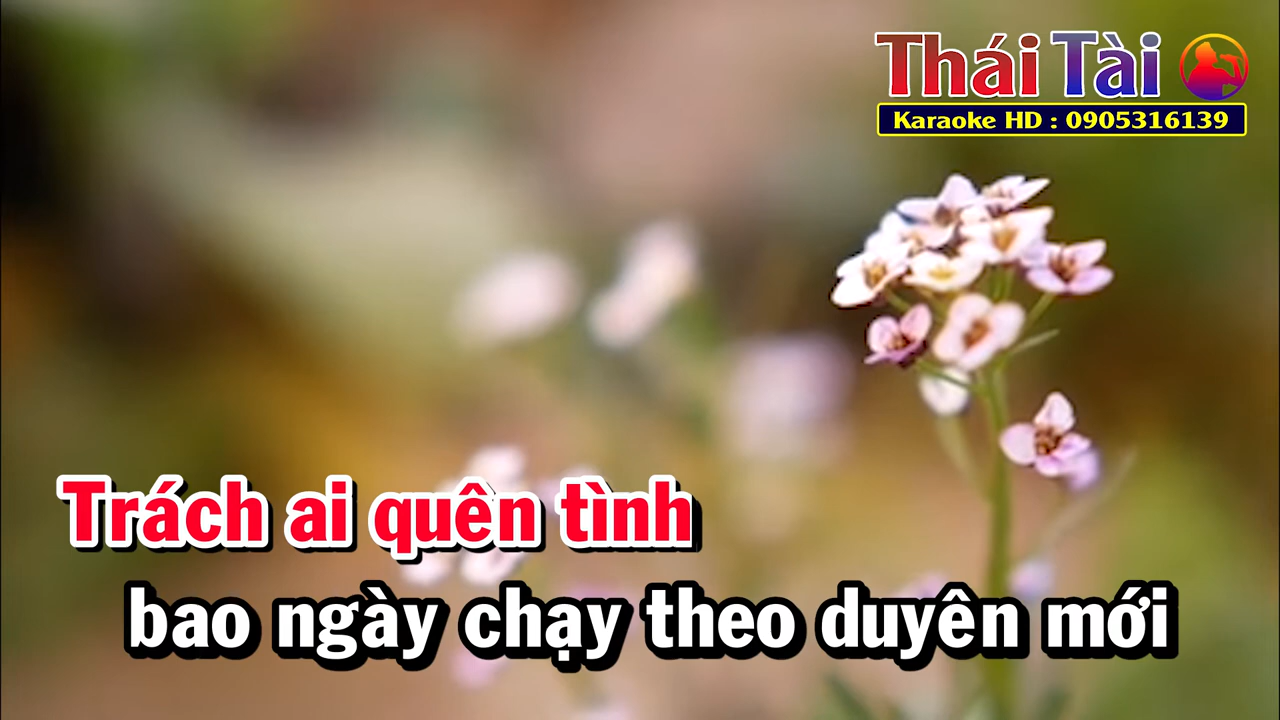 Thái Tài
Karaoke HD : 0905316139
Trách ai quên tình
bao ngày chạy theo duyên mới